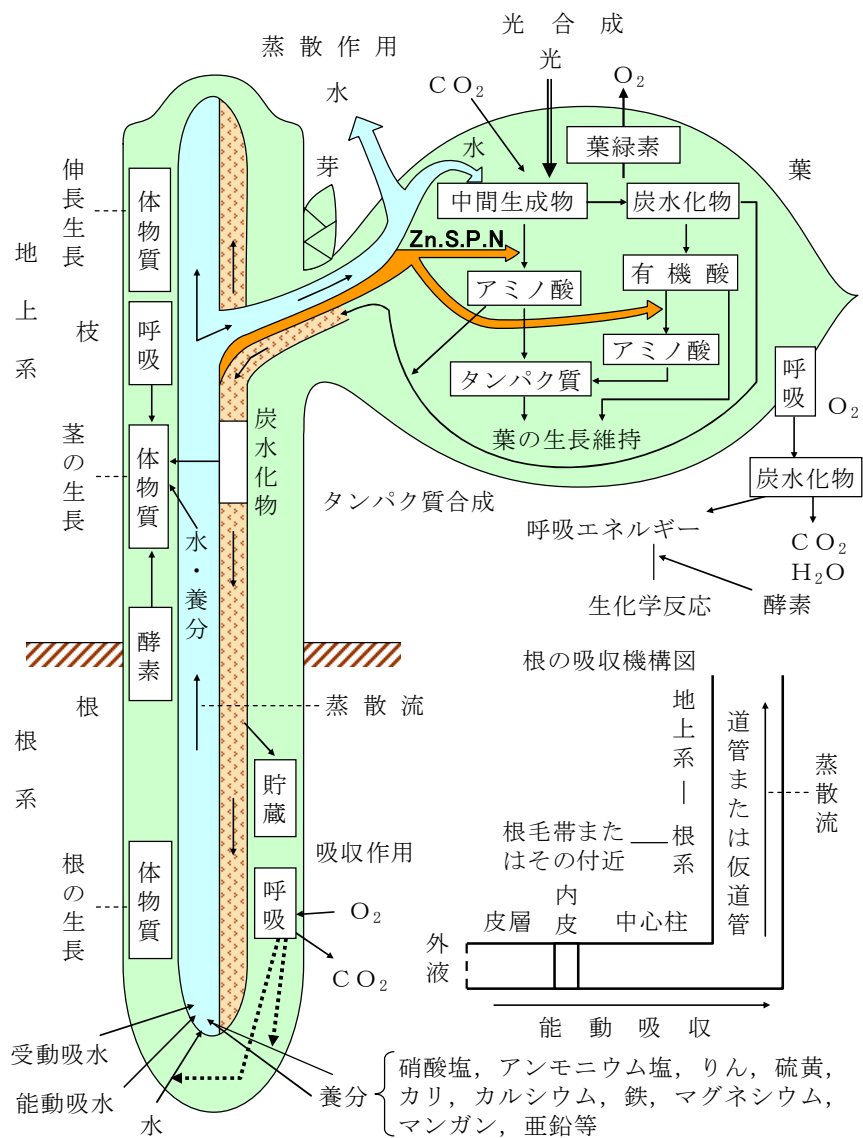 光合成
蒸散作用
光
水
CO₂
O₂
水
葉緑素
芽
葉
伸長生長
体物質
中間生成物
炭水化物
Zn.S.P.N
地上系
有機酸
アミノ酸
枝
呼吸
アミノ酸
呼吸
タンパク質
O₂
炭水化物
茎の生長
体物質
葉の生長維持
炭水化物
タンパク質合成
呼吸エネルギー
CO₂
H₂O
水・養分
生化学反応
酵素
酵素
根の吸収機構図
根
根系
蒸散流
地上系―根系
道管または仮道管
蒸散流
貯蔵
根毛帯また
はその付近
吸収作用
根の生長
体物質
呼吸
O₂
CO₂
皮層
内皮
中心柱
外液
能動吸収
受動吸水
能動吸水
水
養分
硝酸塩，アンモニウム塩，りん，硫黄，
カリ，カルシウム，鉄，マグネシウム，
マンガン，亜鉛等